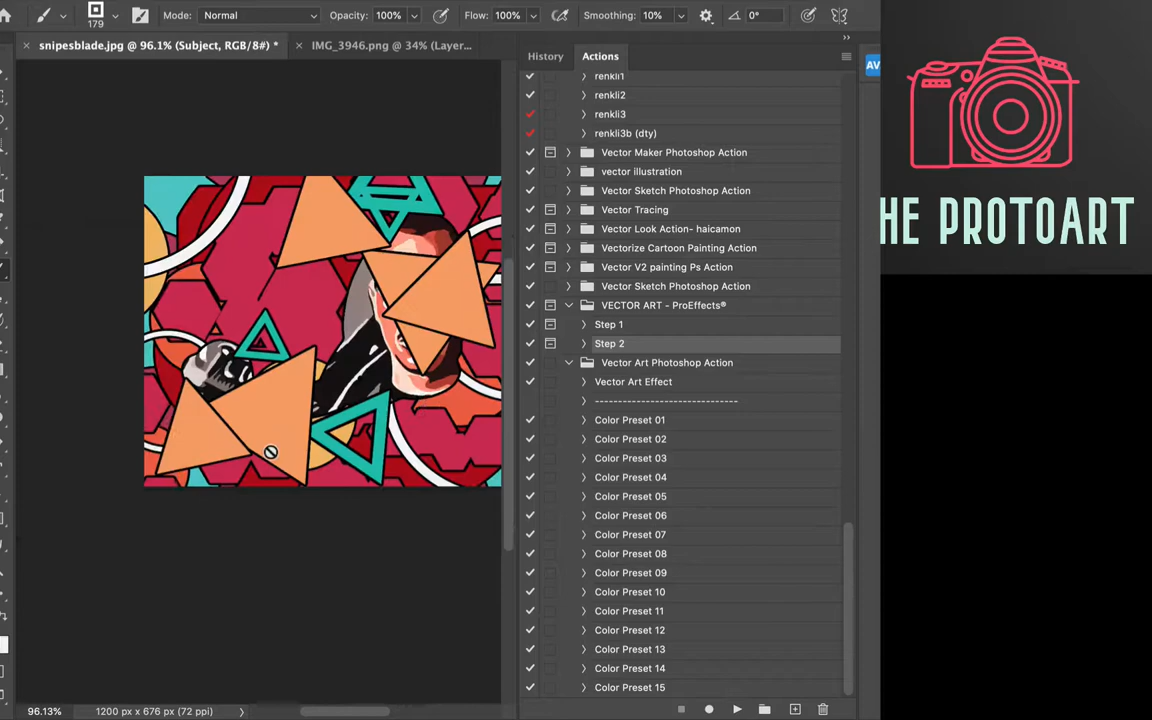 179
Mode: Normal Opacity: 100% Flow: 100% Smoothing: 10% 0°
× snipesblade.jpg @ 96.1% (Subject, RGB/8#) * × IMG_3946.png @ 34% (Layer...
History Actions
AV
renkli1
renkli2
renkli3
renkli3b (dty)
Vector Maker Photoshop Action
vector illustration
Vector Sketch Photoshop Action
Vector Tracing
Vector Look Action- haicamon
Vectorize Cartoon Painting Action
Vector V2 painting Ps Action
Vector Sketch Photoshop Action
VECTOR ART - ProEffects®
Step 1
Step 2
Vector Art Photoshop Action
Vector Art Effect
-------------------------------
Color Preset 01
Color Preset 02
Color Preset 03
Color Preset 04
Color Preset 05
Color Preset 06
Color Preset 07
Color Preset 08
Color Preset 09
Color Preset 10
Color Preset 11
Color Preset 12
Color Preset 13
Color Preset 14
Color Preset 15
96.13% 1200 px x 676 px (72 ppi)
HE PROTOART